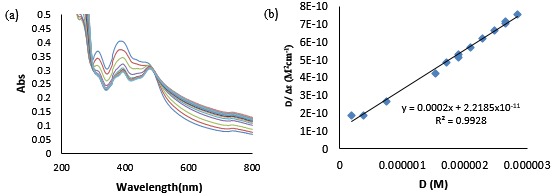 (a)
0.5
0.45
0.4
0.35
0.3
0.25
0.2
0.15
0.1
0.05
0
Abs
200 400 600 800
Wavelength(nm)
(b)
8E-10
7E-10
6E-10
5E-10
4E-10
3E-10
2E-10
1E-10
0
D/ Δε (M²cm⁻¹)
y = 0.0002x + 2.2185x10⁻¹¹
R² = 0.9928
0 0.000001 0.000002 0.000003
D (M)